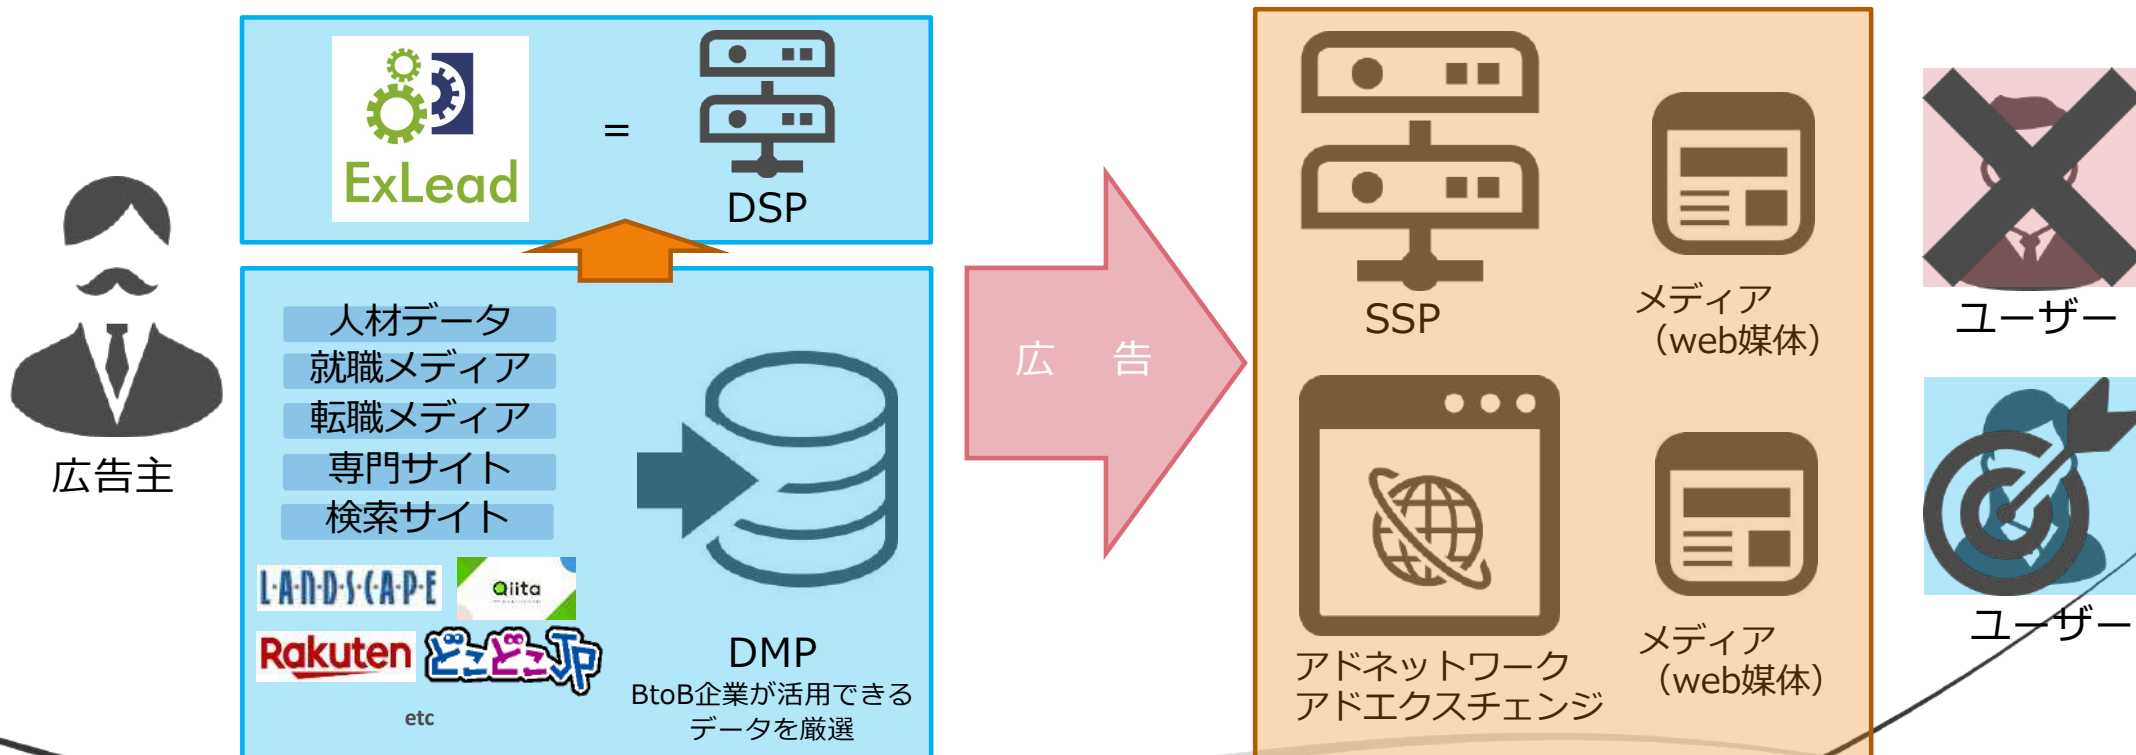 ExLead
=
DSP
広告主
人材データ
就職メディア
転職メディア
専門サイト
検索サイト
L·A·N·D·S·C·A·P·E
Qiita
Rakuten
どこどこJP
etc
DMP
BtoB企業が活用できる
データを厳選
広 告
SSP
メディア
（web媒体）
アドネットワーク
アドエクスチェンジ
メディア
（web媒体）
ユーザー
ユーザー